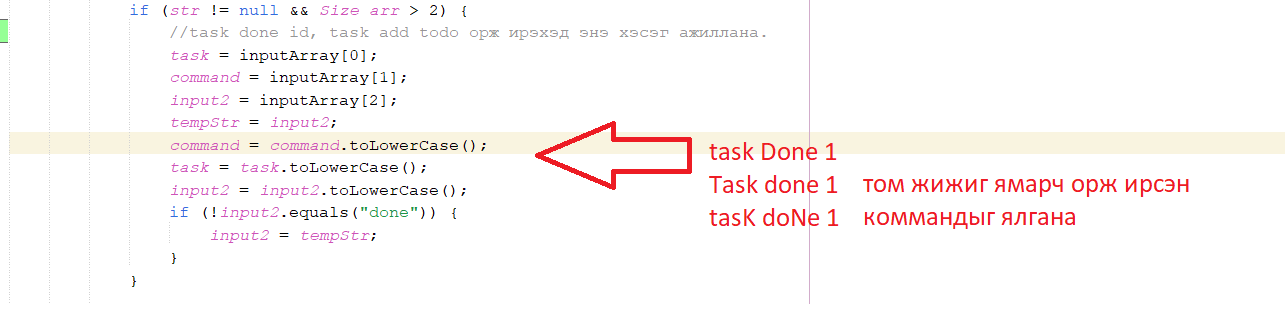 if (str != null && Size arr > 2) {
//task done id, task add todo орж ирэхэд энэ хэсэг ажиллана.
task = inputArray[0];
command = inputArray[1];
input2 = inputArray[2];
tempStr = input2;
command = command.toLowerCase();
task = task.toLowerCase();
input2 = input2.toLowerCase();
if (!input2.equals("done")) {
input2 = tempStr;
}
}
task Done 1
Task done 1 том жижиг ямарч орж ирсэн
tasK doNe 1 коммандыг ялгана